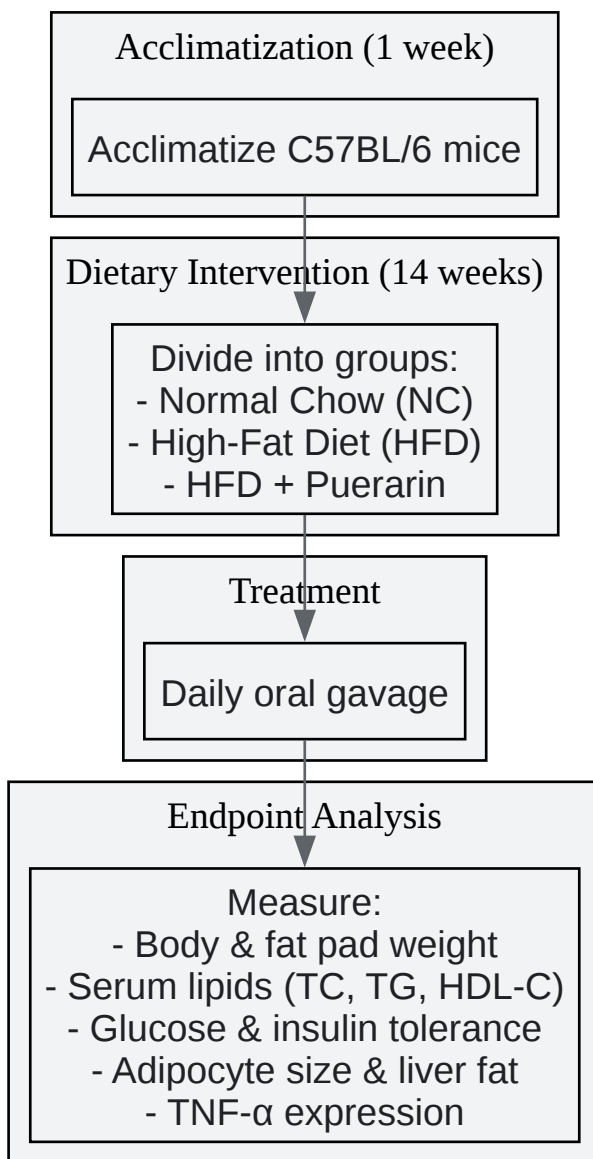 Acclimatization (1 week)
Acclimatize C57BL/6 mice
Dietary Intervention (14 weeks)
Divide into groups:
- Normal Chow (NC)
- High-Fat Diet (HFD)
- HFD + Puerarin
Treatment
Daily oral gavage
Endpoint Analysis
Measure:
- Body & fat pad weight
- Serum lipids (TC, TG, HDL-C)
- Glucose & insulin tolerance
- Adipocyte size & liver fat
- TNF-α expression